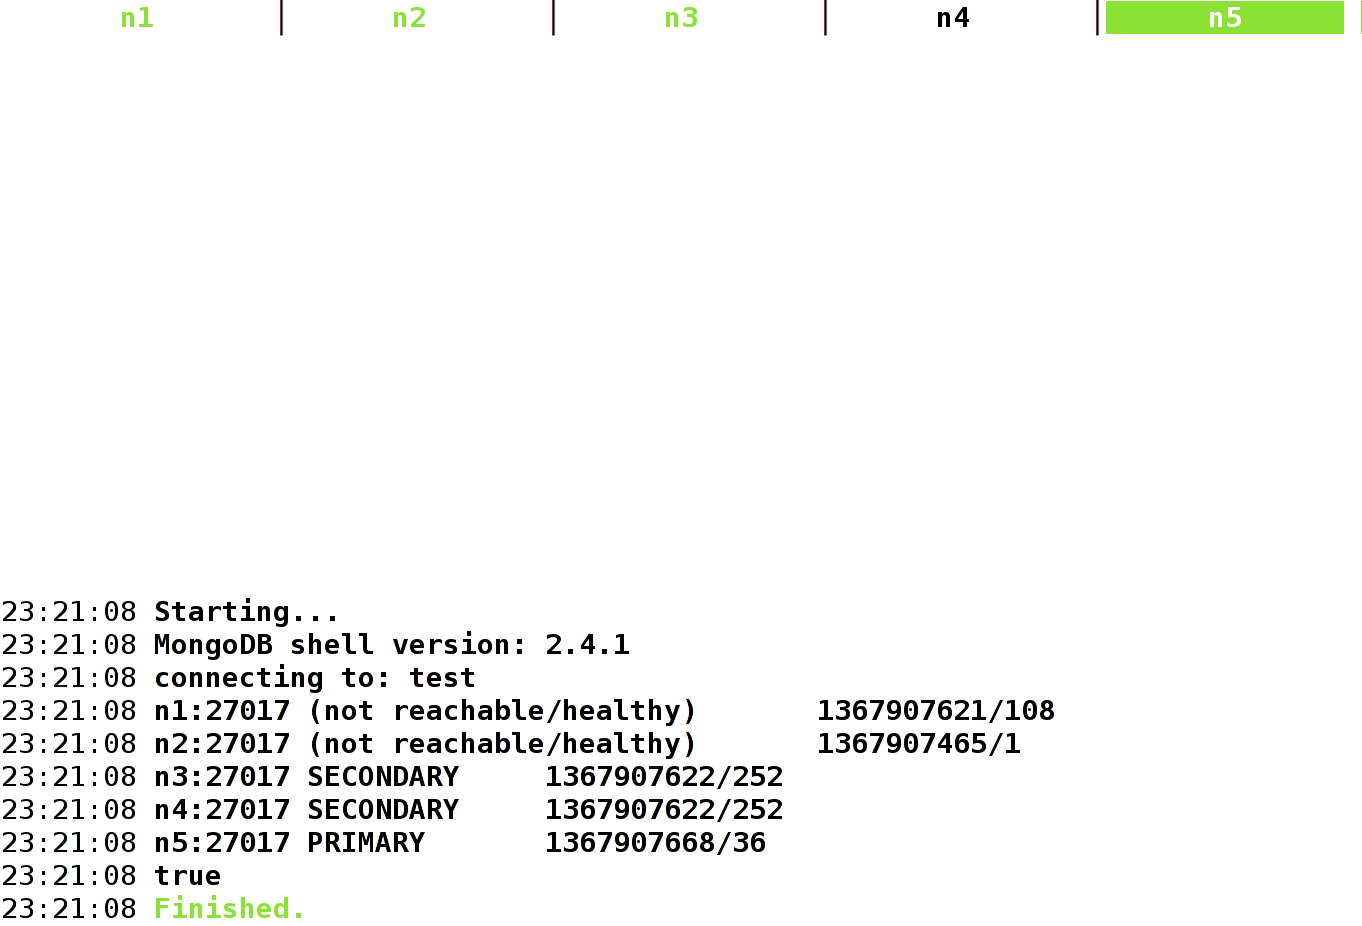 n1 | n2 | n3 | n4 | n5
23:21:08 Starting...
23:21:08 MongoDB shell version: 2.4.1
23:21:08 connecting to: test
23:21:08 n1:27017 (not reachable/healthy) 1367907621/108
23:21:08 n2:27017 (not reachable/healthy) 1367907465/1
23:21:08 n3:27017 SECONDARY 1367907622/252
23:21:08 n4:27017 SECONDARY 1367907622/252
23:21:08 n5:27017 PRIMARY 1367907668/36
23:21:08 true
23:21:08 Finished.